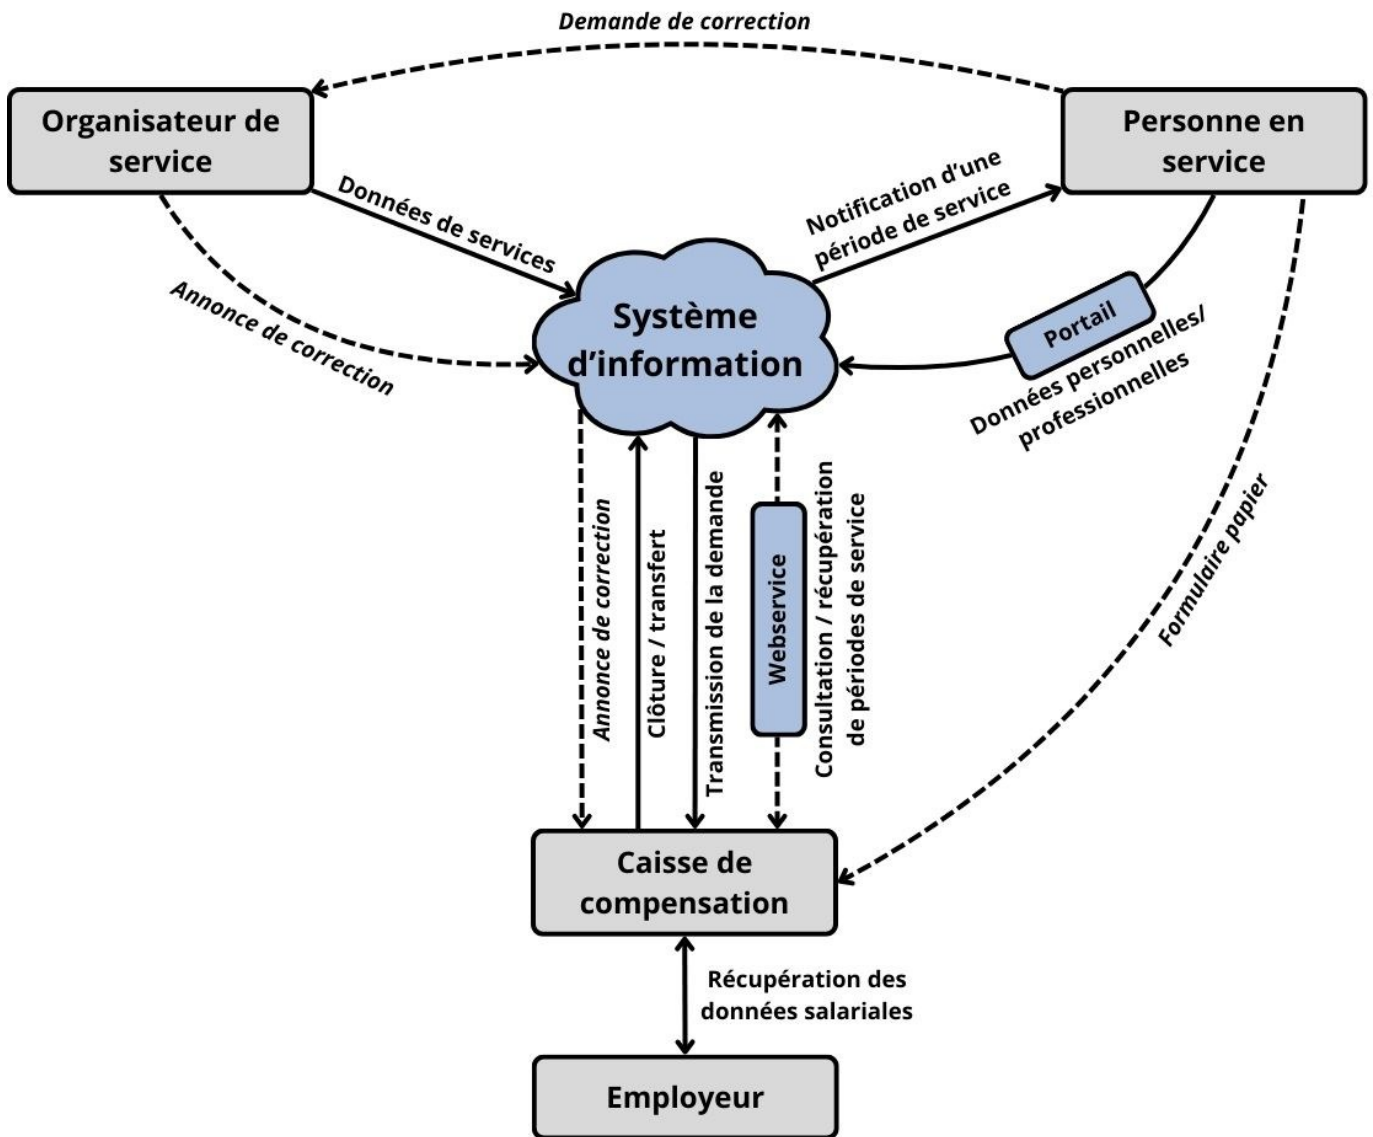 Demande de correction
Organisateur de
service
Personne en
service
Données de services
Notification d’une
période de service
Annonce de correction
Système
d’information
Portail
Données personnelles/
professionnelles
Annonce de correction
Clôture / transfert
Transmission de la demande
Webservice
Consultation / récupération
de périodes de service
Formulaire papier
Caisse de
compensation
Récupération des
données salariales
Employeur